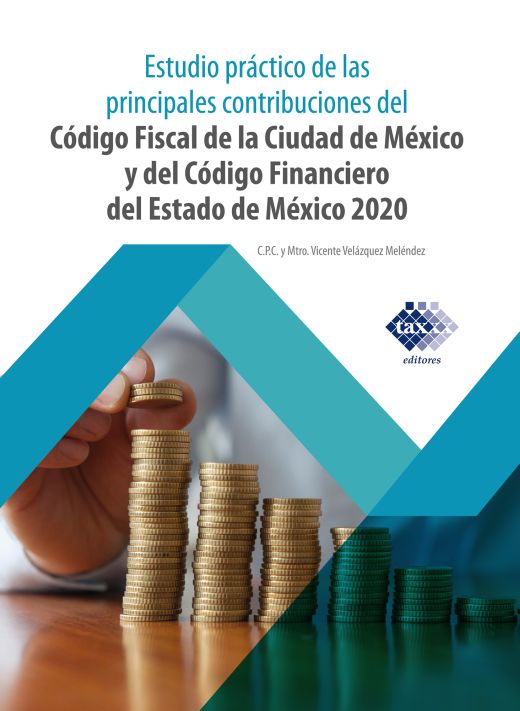 Estudio práctico de las
principales contribuciones del
Código Fiscal de la Ciudad de México
y del Código Financiero
del Estado de México 2020
C.P.C. y Mtro. Vicente Velázquez Meléndez
taxxx
editores